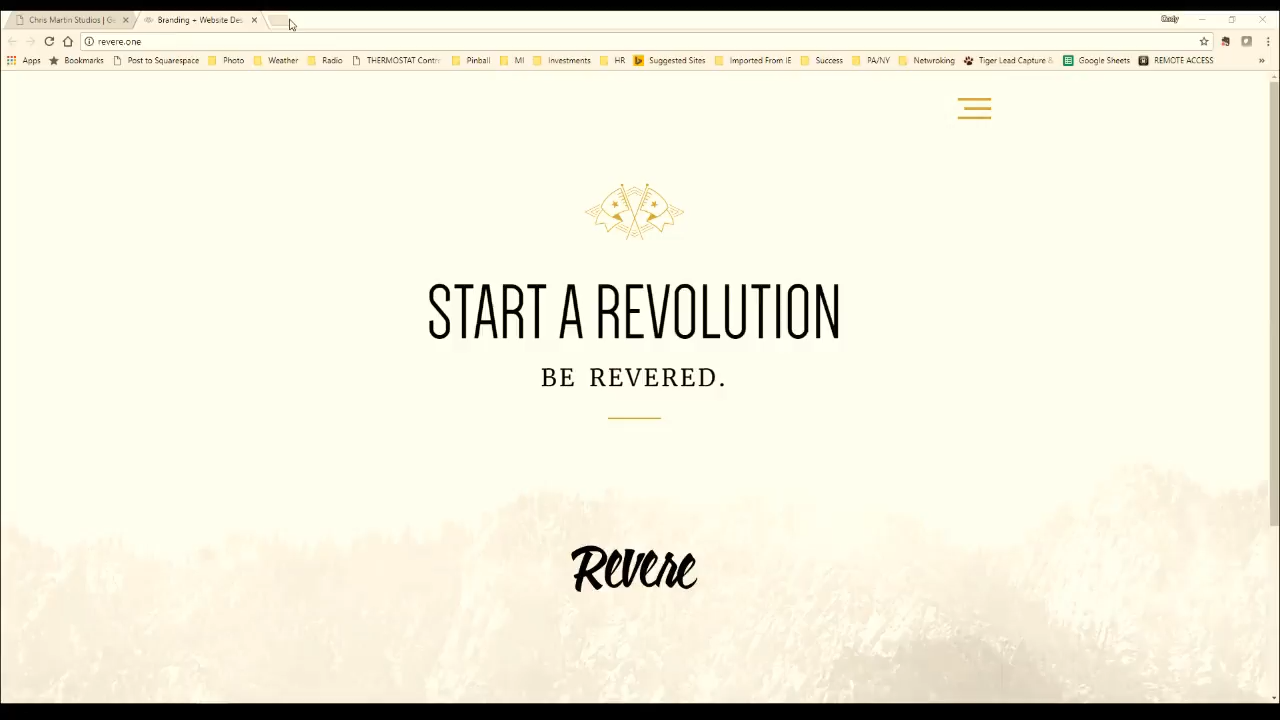 Chris Martin Studios | G
Branding + Website Des
Cindy
revere.one
Apps Bookmarks Post to Squarespace Photo Weather Radio THERMOSTAT Contr Pinball MI Investments HR Suggested Sites Imported From IE Success PA/NY Netwroking Tiger Lead Capture & Google Sheets REMOTE ACCESS »
START A REVOLUTION
BE REVERED.
Revere